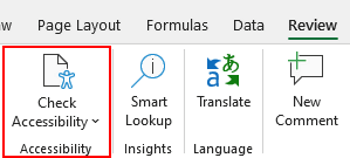 w Page Layout Formulas Data Review
Check Accessibility
Smart Lookup
Translate
New Comment
Accessibility Insights Language